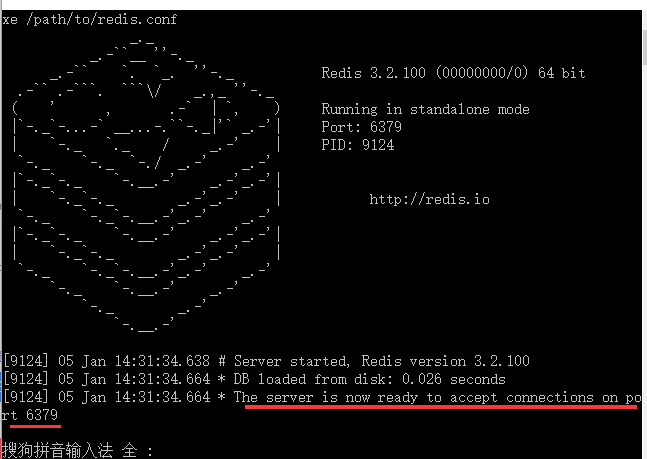 xe /path/to/redis.conf
Redis 3.2.100 (00000000/0) 64 bit
Running in standalone mode
Port: 6379
PID: 9124
http://redis.io
[9124] 05 Jan 14:31:34.638 # Server started, Redis version 3.2.100
[9124] 05 Jan 14:31:34.664 * DB loaded from disk: 0.026 seconds
[9124] 05 Jan 14:31:34.664 * The server is now ready to accept connections on po
rt 6379
搜狗拼音输入法 全 :